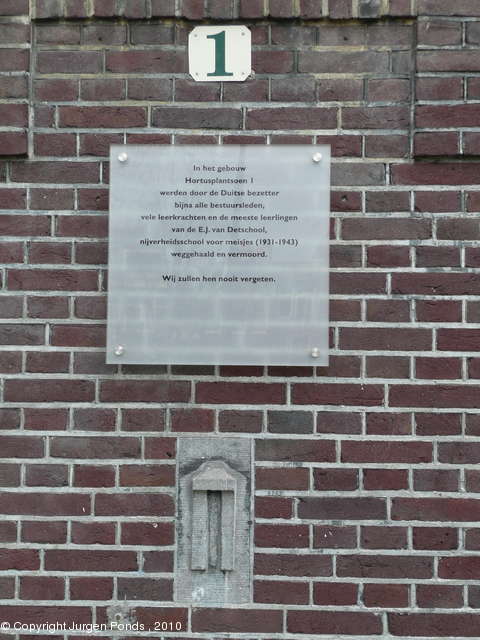 1
In het gebouw
Hortusplantsoen 1
werden door de Duitse bezetter
bijna alle bestuursleden,
vele leerkrachten en de meeste leerlingen
van de E.J. van Detschool,
nijverheidsschool voor meisjes (1931-1943)
weggehaald en vermoord.
Wij zullen hen nooit vergeten.
© Copyright Jurgen Ponds , 2010